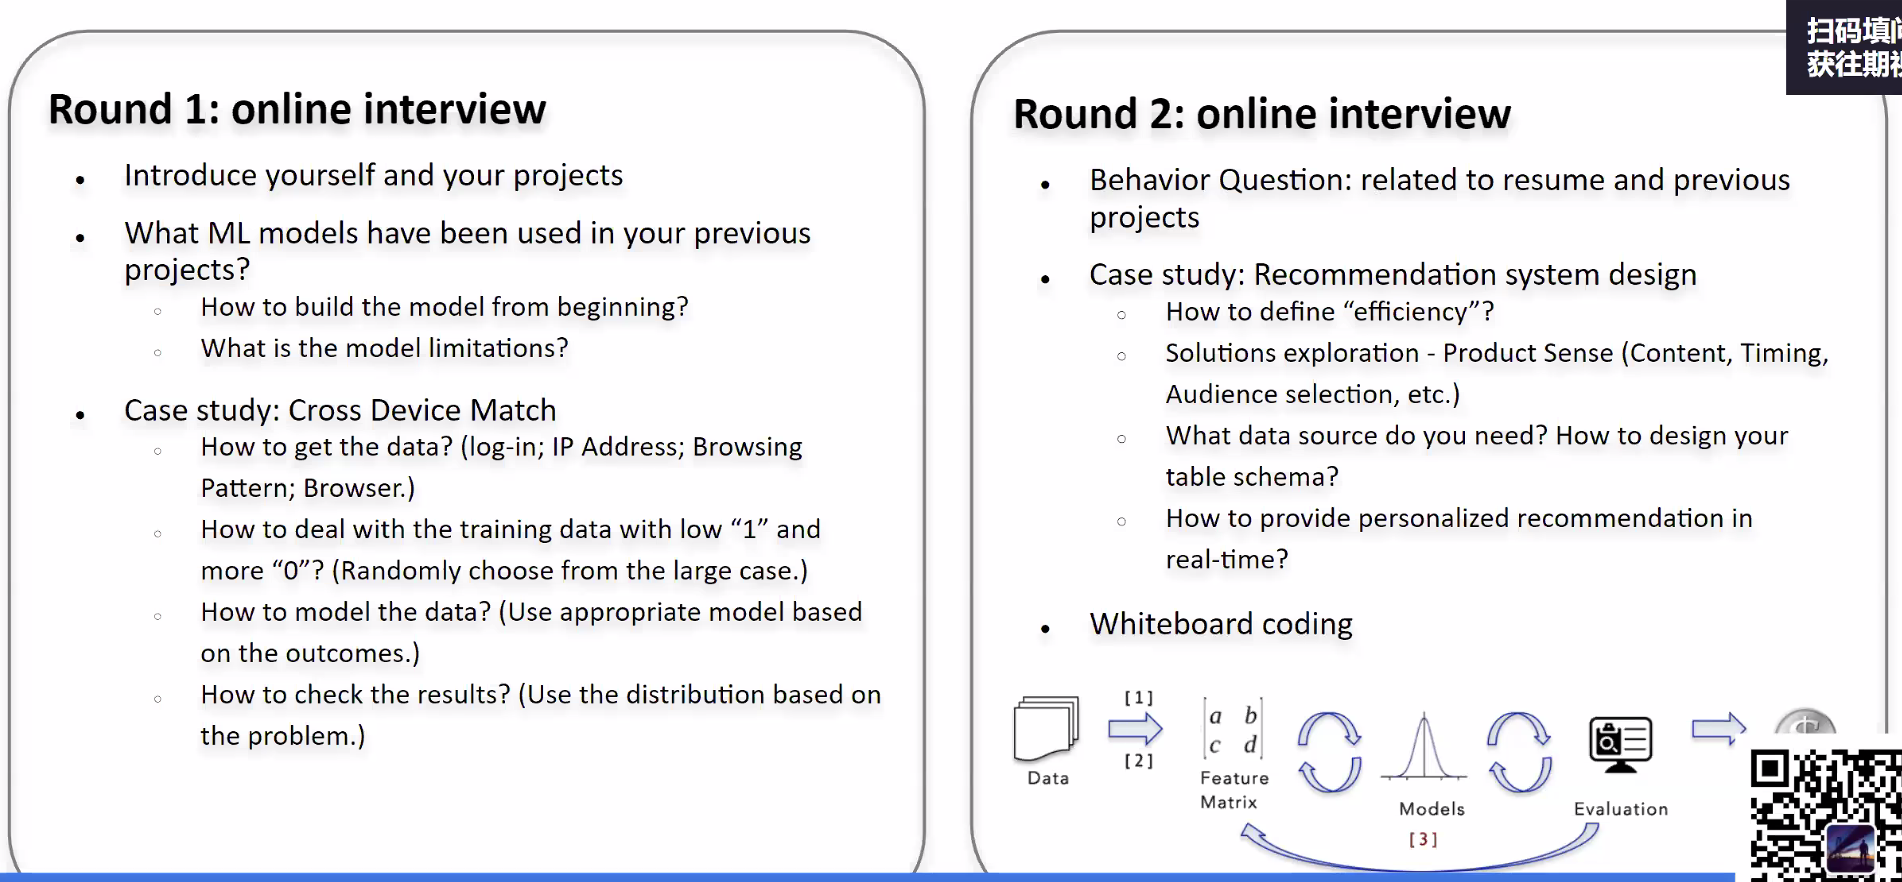 扫码填
获往期
Round 1: online interview
Introduce yourself and your projects
What ML models have been used in your previous
projects?
How to build the model from beginning?
What is the model limitations?
Case study: Cross Device Match
How to get the data? (log-in; IP Address; Browsing
Pattern; Browser.)
How to deal with the training data with low “1” and
more “0”? (Randomly choose from the large case.)
How to model the data? (Use appropriate model based
on the outcomes.)
How to check the results? (Use the distribution based on
the problem.)
Round 2: online interview
Behavior Question: related to resume and previous
projects
Case study: Recommendation system design
How to define “efficiency”?
Solutions exploration - Product Sense (Content, Timing,
Audience selection, etc.)
What data source do you need? How to design your
table schema?
How to provide personalized recommendation in
real-time?
Whiteboard coding
[1]
[2]
a b
c d
Data
Feature
Matrix
Models
[3]
Evaluation
$